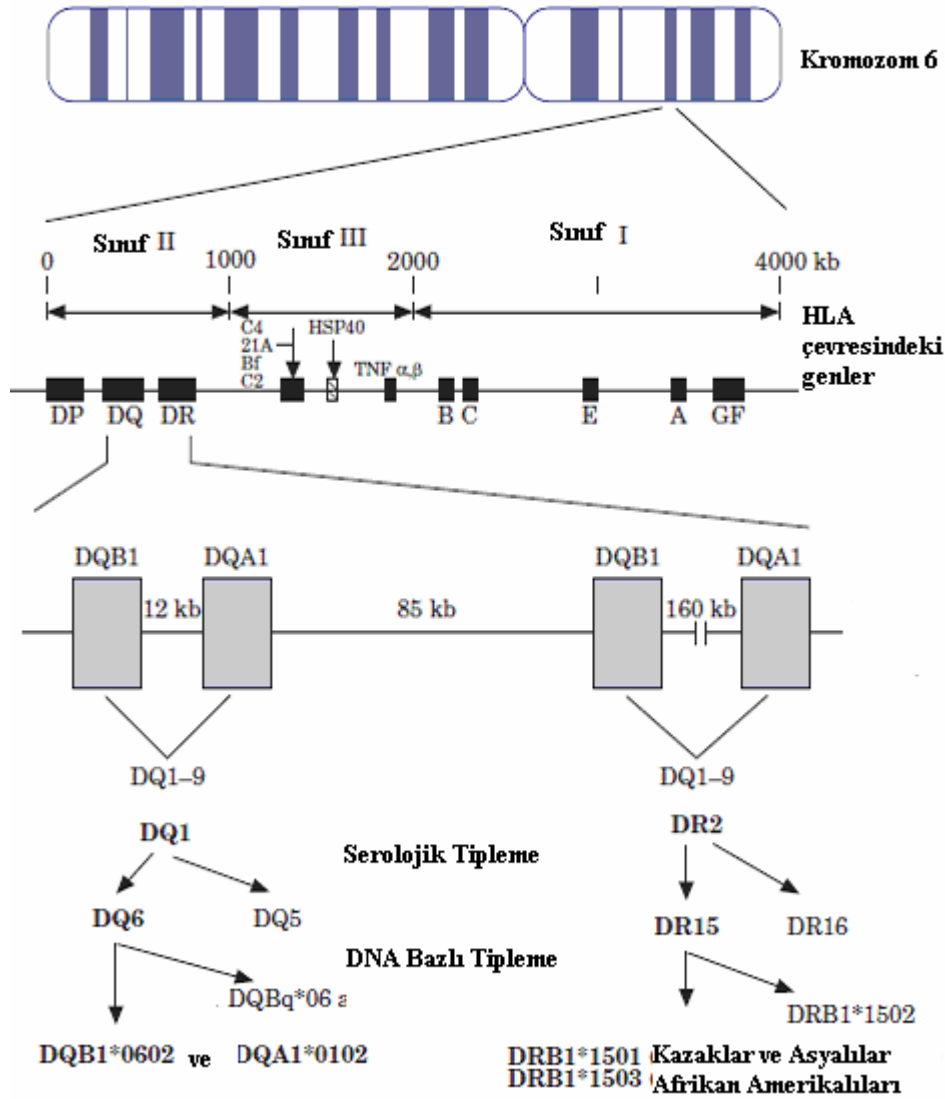 Kromozom 6
Sınıf II
Sınıf III
Sınıf I
0
1000
2000
4000 kb
HLA
çevresindeki
genler
C4
21A
Bf
C2
HSP40
TNF α,β
DP
DQ
DR
B
C
E
A
GF
DQB1
DQA1
DQB1
DQA1
12 kb
85 kb
160 kb
DQ1–9
DQ1–9
DQ1
DR2
Serolojik Tipleme
DQ6
DQ5
DR15
DR16
DNA Bazlı Tipleme
DQBq*06
DRB1*1502
DQB1*0602 ve DQA1*0102
DRB1*1501 Kazaklar ve Asyalılar
DRB1*1503 Afrikan Amerikalıları